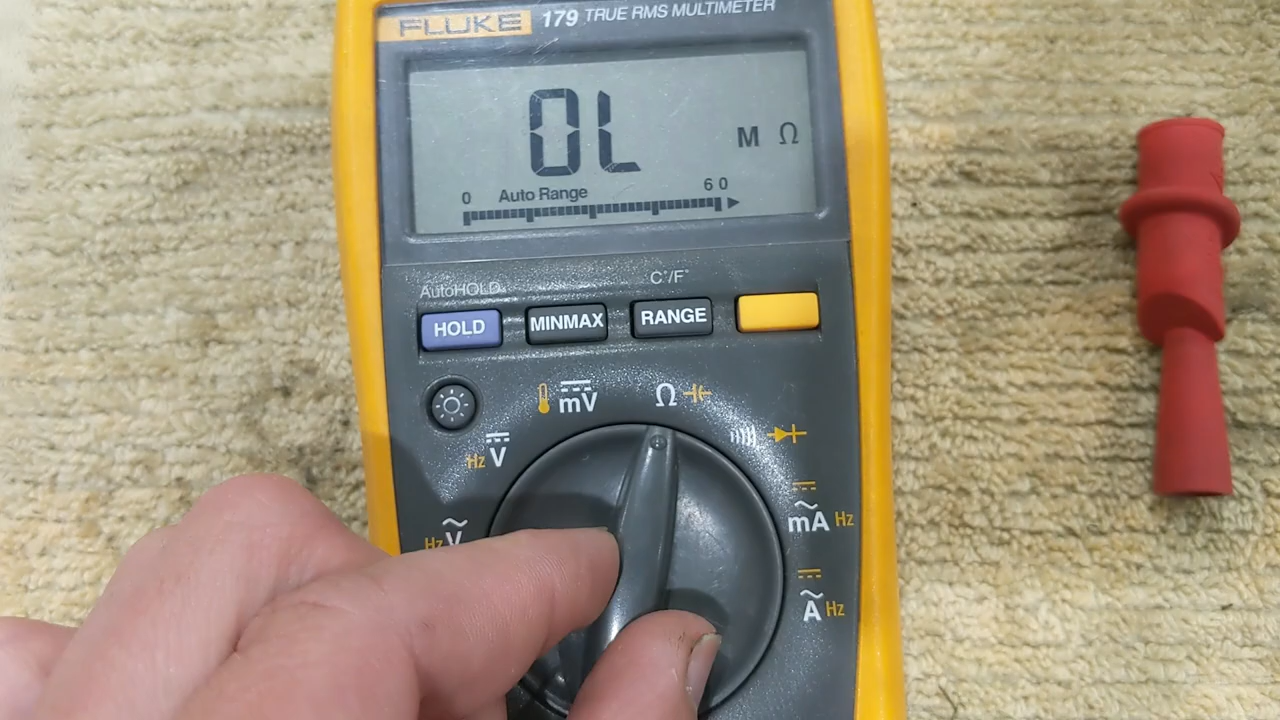 FLUKE 179 TRUE RMS MULTIMETER
OL M Ω
0 Auto Range 60
AutoHOLD C°/F°
HOLD MINMAX RANGE
mV Ω
Hz V
mA Hz
Hz V
A Hz